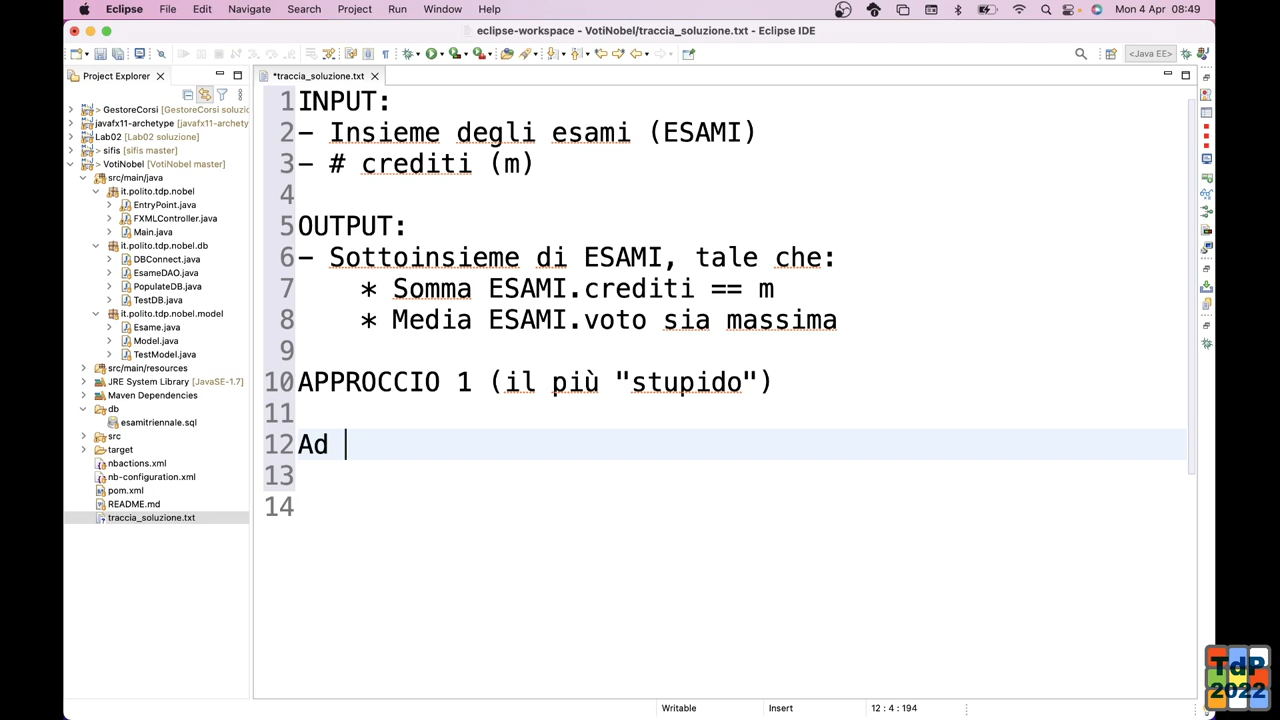 Eclipse File Edit Navigate Search Project Run Window Help Mon 4 Apr 08:49
eclipse-workspace - VotiNobel/traccia_soluzione.txt - Eclipse IDE
<Java EE>
Project Explorer
*traccia_soluzione.txt
> GestoreCorsi [GestoreCorsi soluzic
javafx11-archetype [javafx11-archety
Lab02 [Lab02 soluzione]
> sifis [sifis master]
> VotiNobel [VotiNobel master]
src/main/java
it.polito.tdp.nobel
EntryPoint.java
FXMLController.java
Main.java
it.polito.tdp.nobel.db
DBConnect.java
EsameDAO.java
PopulateDB.java
TestDB.java
it.polito.tdp.nobel.model
Esame.java
Model.java
TestModel.java
src/main/resources
JRE System Library [JavaSE-1.7]
Maven Dependencies
db
esamitriennale.sql
src
target
nbactions.xml
nb-configuration.xml
pom.xml
README.md
traccia_soluzione.txt
1 INPUT:
2 - Insieme degli esami (ESAMI)
3 - # crediti (m)
4
5 OUTPUT:
6 - Sottoinsieme di ESAMI, tale che:
7 * Somma ESAMI.crediti == m
8 * Media ESAMI.voto sia massima
9
10 APPROCCIO 1 (il più "stupido")
11
12 Ad
13
14
Writable Insert 12 : 4 : 194
TdP
2022